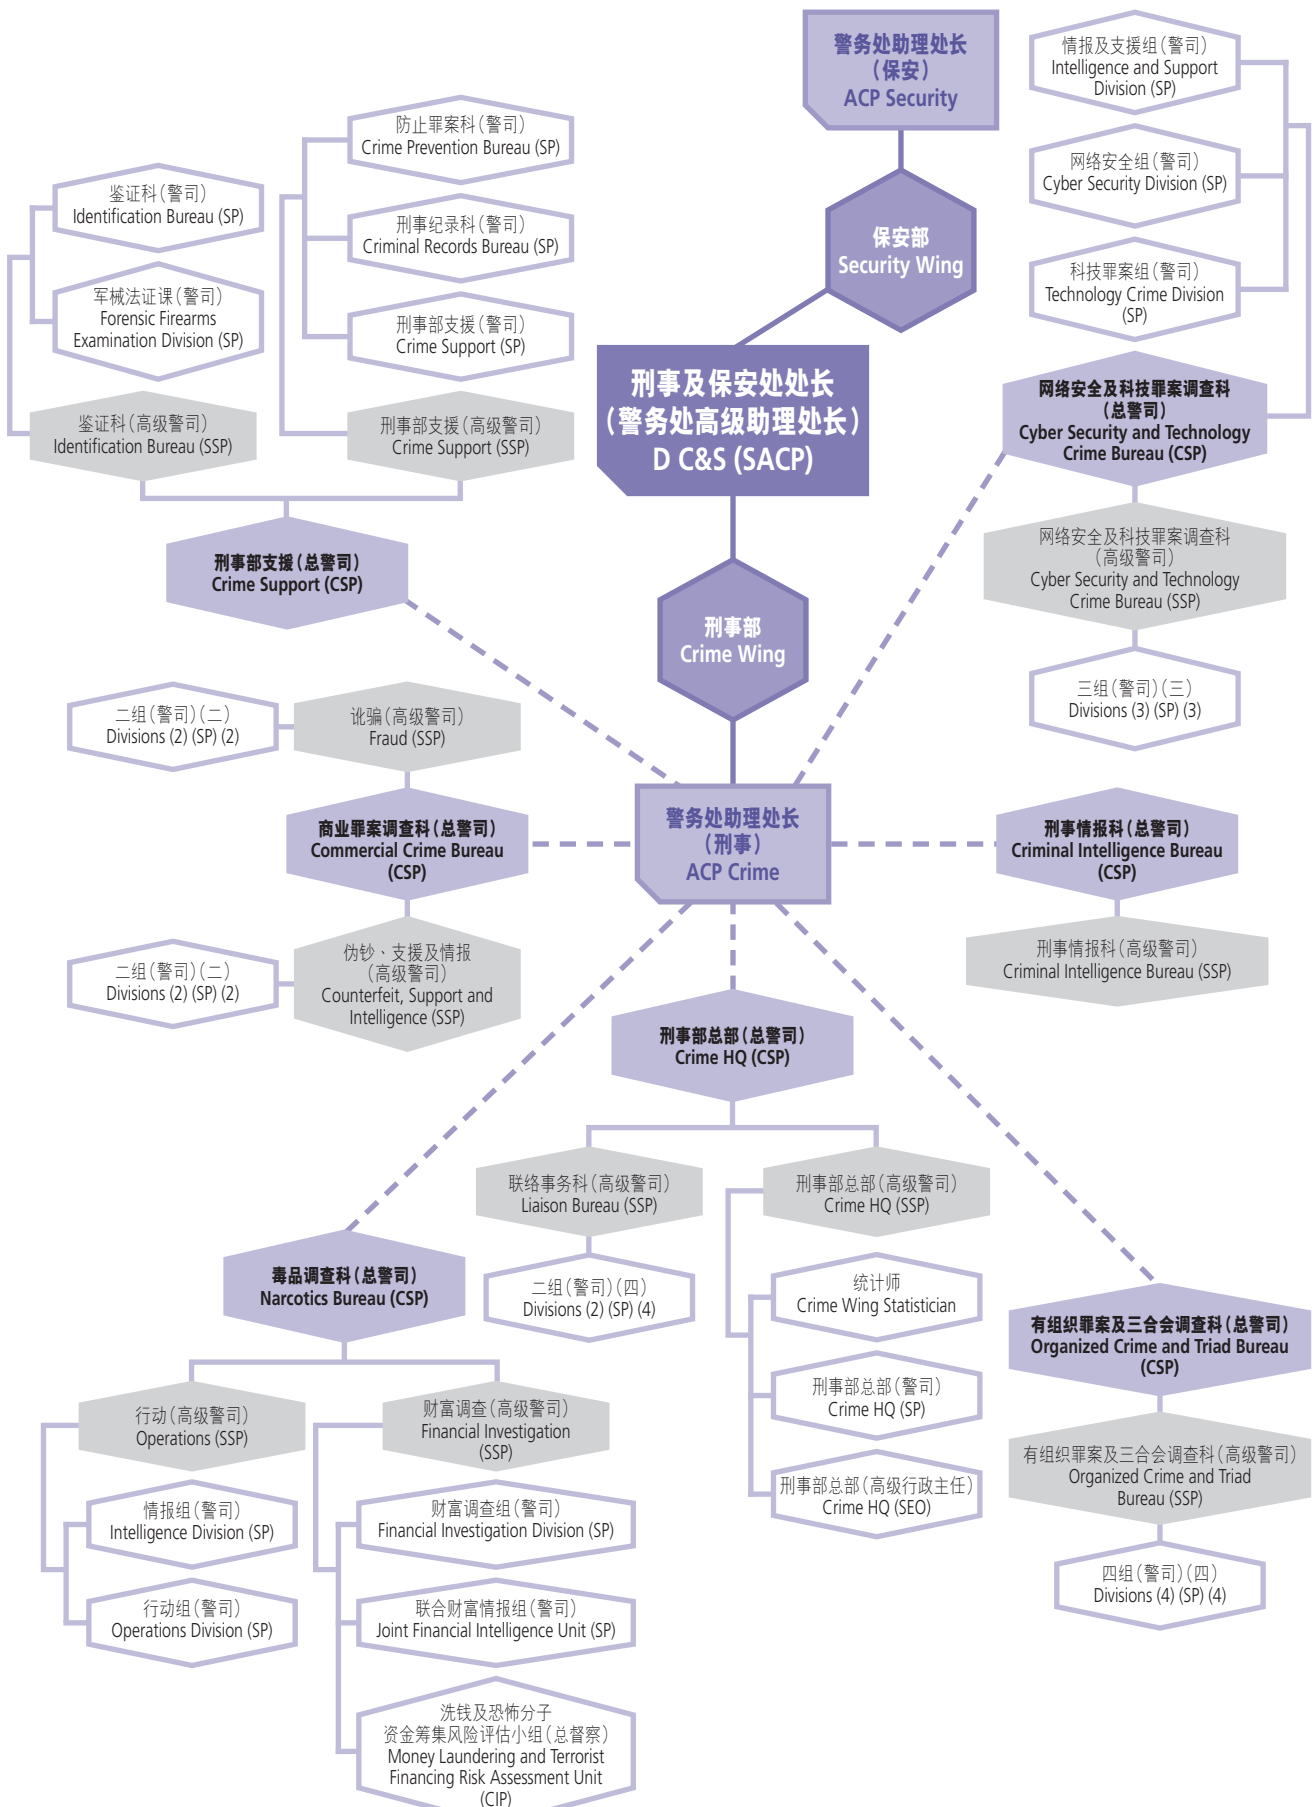 警务处助理处长
(保安)
ACP Security
保安部
Security Wing
刑事及保安处处长
(警务处高级助理处长)
D C&S (SACP)
刑事部
Crime Wing
警务处助理处长
(刑事)
ACP Crime
防止罪案科(警司)
Crime Prevention Bureau (SP)
刑事纪录科(警司)
Criminal Records Bureau (SP)
刑事部支援(警司)
Crime Support (SP)
刑事部支援(高级警司)
Crime Support (SSP)
鉴证科(警司)
Identification Bureau (SP)
军械法证课(警司)
Forensic Firearms
Examination Division (SP)
鉴证科(高级警司)
Identification Bureau (SSP)
刑事部支援(总警司)
Crime Support (CSP)
情报及支援组(警司)
Intelligence and Support
Division (SP)
网络安全组(警司)
Cyber Security Division (SP)
科技罪案组(警司)
Technology Crime Division
(SP)
网络安全及科技罪案调查科
(总警司)
Cyber Security and Technology
Crime Bureau (CSP)
网络安全及科技罪案调查科
(高级警司)
Cyber Security and Technology
Crime Bureau (SSP)
三组(警司)(三)
Divisions (3) (SP) (3)
二组(警司)(二)
Divisions (2) (SP) (2)
讹骗(高级警司)
Fraud (SSP)
商业罪案调查科(总警司)
Commercial Crime Bureau
(CSP)
二组(警司)(二)
Divisions (2) (SP) (2)
伪钞、支援及情报
(高级警司)
Counterfeit, Support and
Intelligence (SSP)
刑事情报科(总警司)
Criminal Intelligence Bureau
(CSP)
刑事情报科(高级警司)
Criminal Intelligence Bureau (SSP)
刑事部总部(总警司)
Crime HQ (CSP)
联络事务科(高级警司)
Liaison Bureau (SSP)
二组(警司)(四)
Divisions (2) (SP) (4)
刑事部总部(高级警司)
Crime HQ (SSP)
统计师
Crime Wing Statistician
刑事部总部(警司)
Crime HQ (SP)
刑事部总部(高级行政主任)
Crime HQ (SEO)
毒品调查科(总警司)
Narcotics Bureau (CSP)
行动(高级警司)
Operations (SSP)
情报组(警司)
Intelligence Division (SP)
行动组(警司)
Operations Division (SP)
财富调查(高级警司)
Financial Investigation
(SSP)
财富调查组(警司)
Financial Investigation Division (SP)
联合财富情报组(警司)
Joint Financial Intelligence Unit (SP)
洗钱及恐怖分子
资金筹集风险评估小组(总督察)
Money Laundering and Terrorist
Financing Risk Assessment Unit
(CIP)
有组织罪案及三合会调查科(总警司)
Organized Crime and Triad Bureau
(CSP)
有组织罪案及三合会调查科(高级警司)
Organized Crime and Triad
Bureau (SSP)
四组(警司)(四)
Divisions (4) (SP) (4)